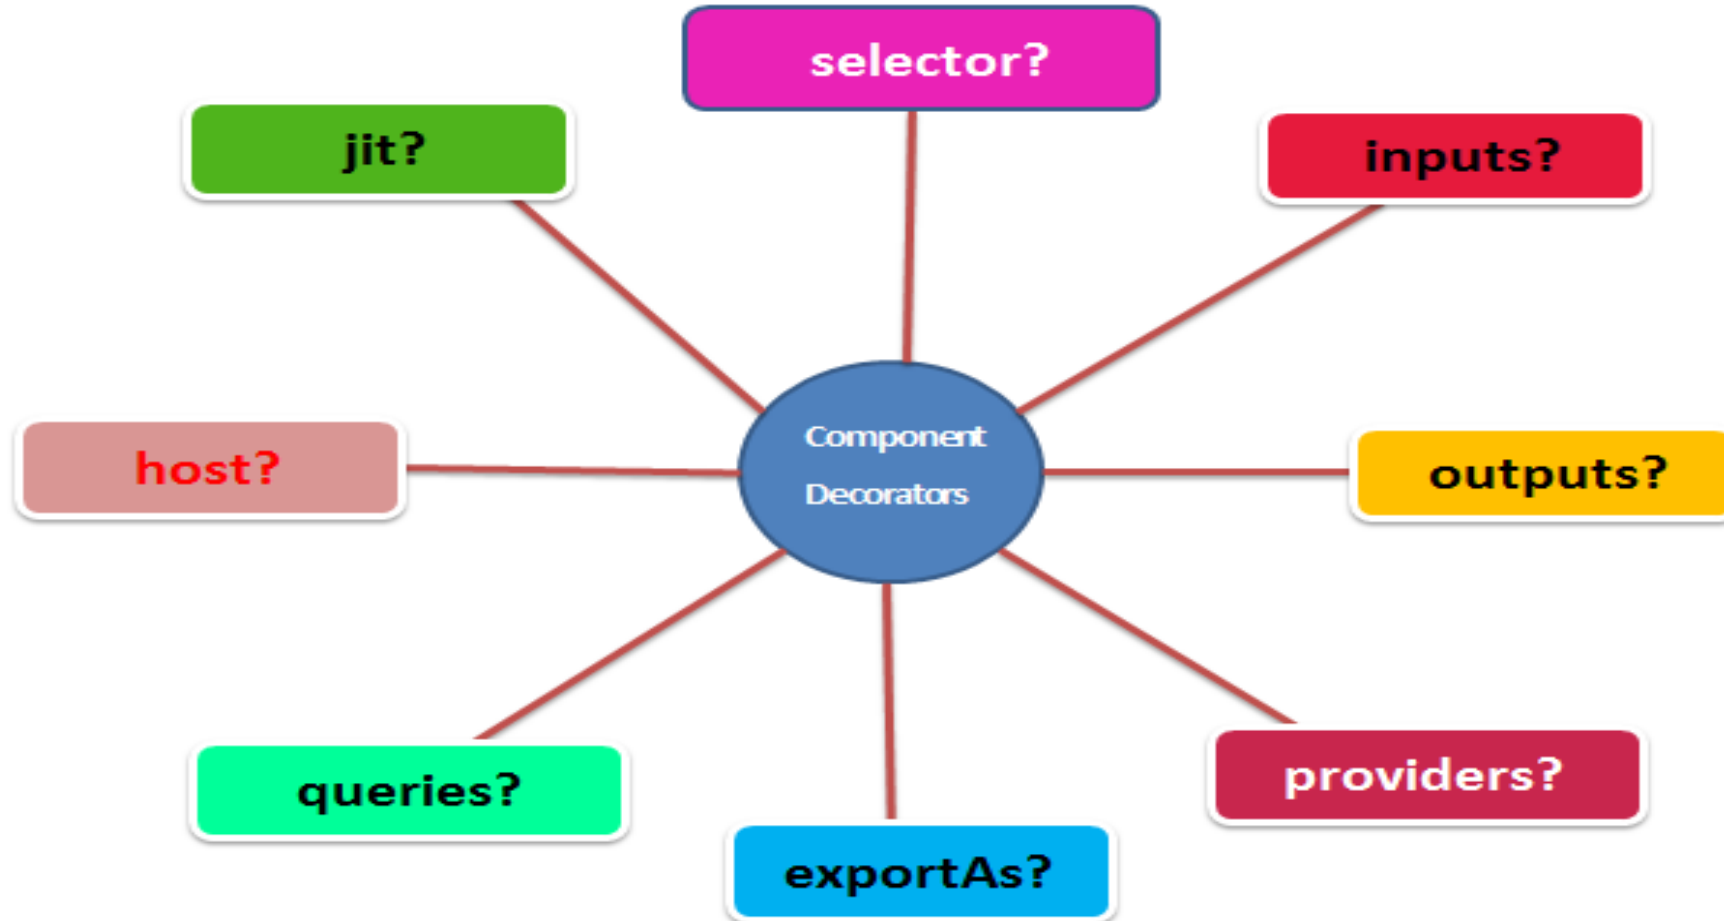 selector?
jit?
inputs?
Component
Decorators
host?
outputs?
queries?
providers?
exportAs?